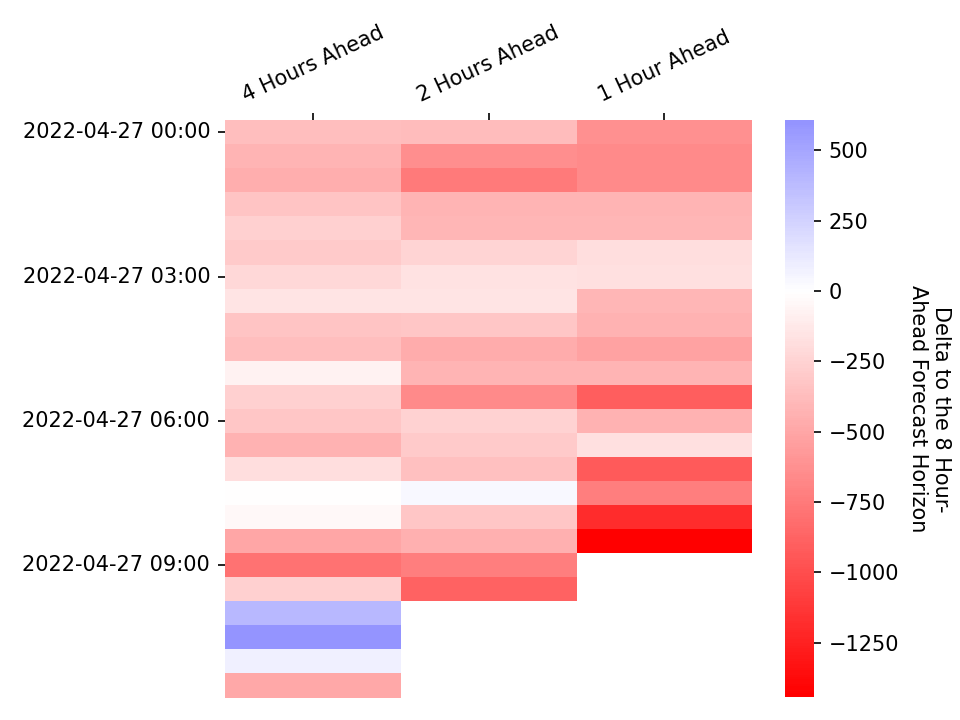 4 Hours Ahead
2 Hours Ahead
1 Hour Ahead
2022-04-27 00:00
2022-04-27 03:00
2022-04-27 06:00
2022-04-27 09:00
500
250
0
−250
−500
−750
−1000
−1250
Delta to the 8 Hour-
Ahead Forecast Horizon